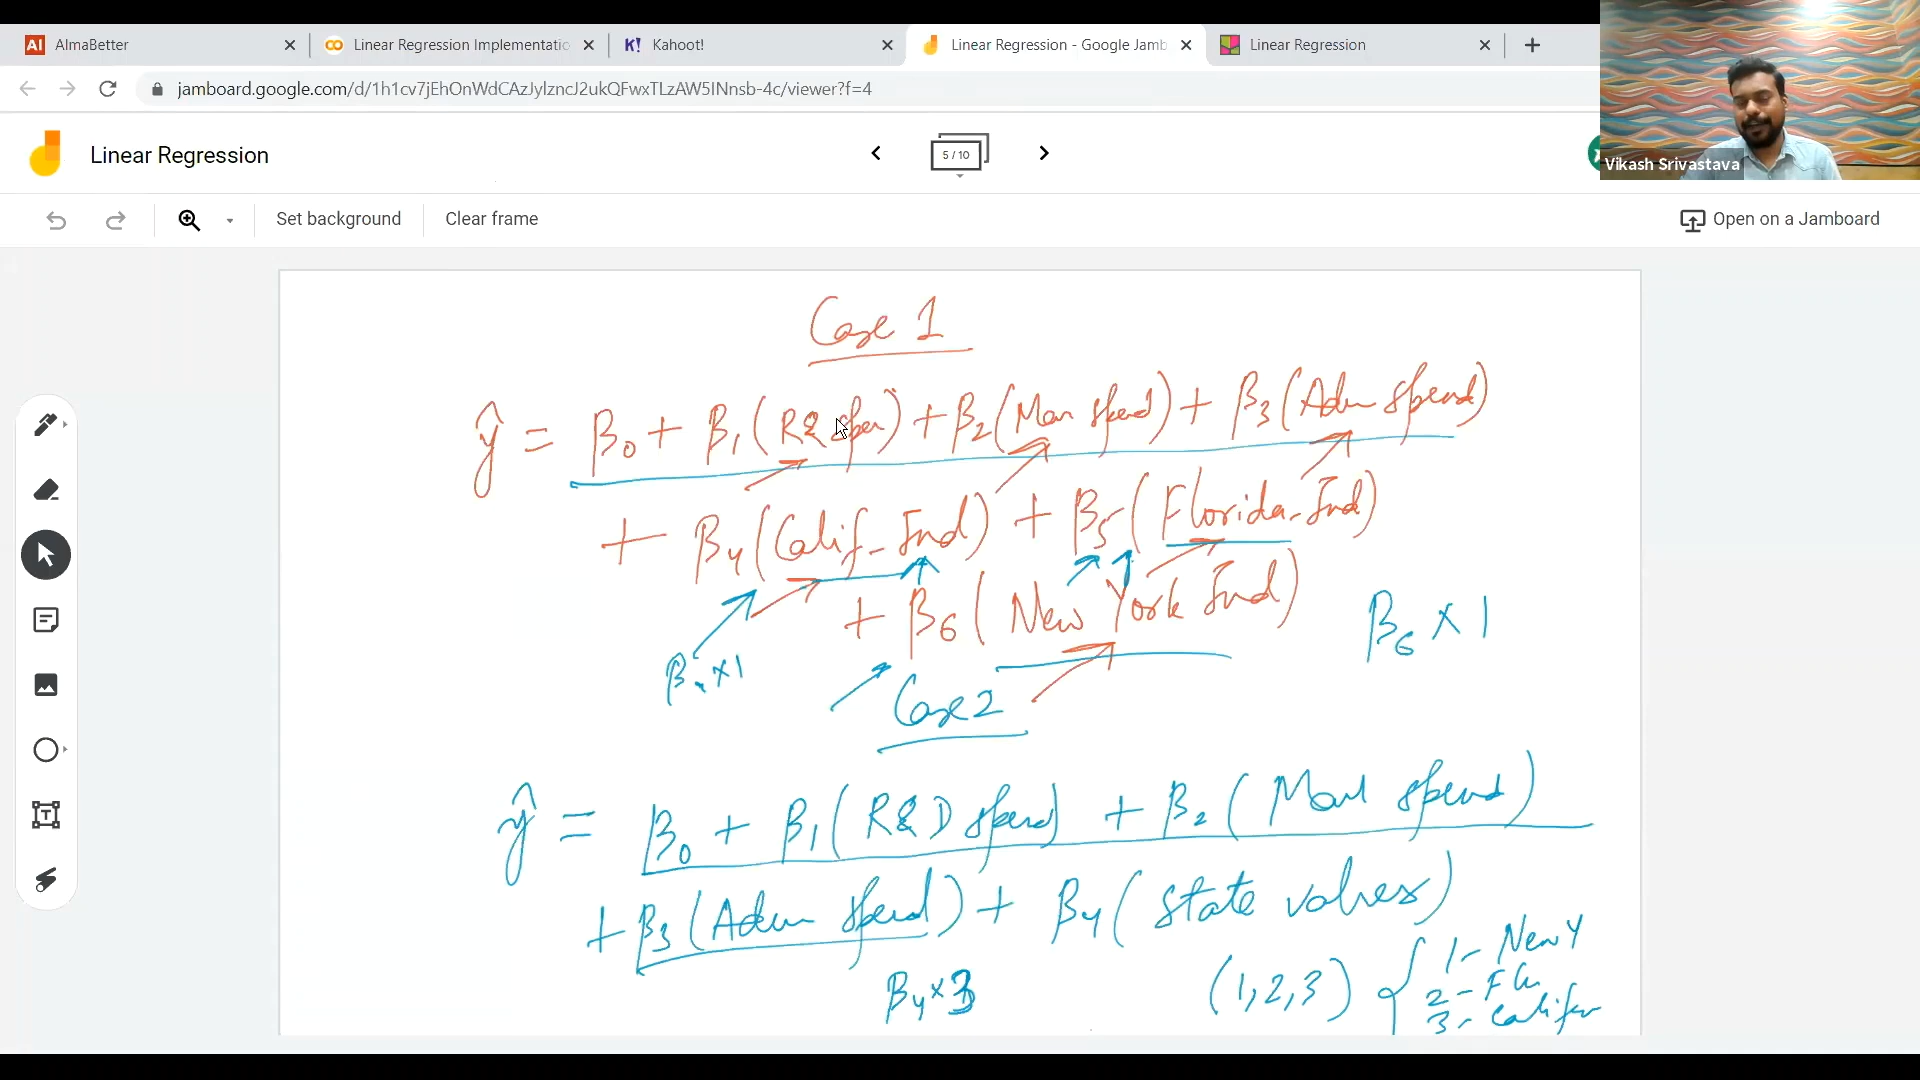 AlmaBetter
Linear Regression Implementatio
Kahoot!
Linear Regression - Google Jamb
Linear Regression
jamboard.google.com/d/1h1cv7jEhOnWdCAzJylzncJ2ukQFwxTLzAW5INnsb-4c/viewer?f=4
Linear Regression
5 / 10
Vikash Srivastava
Set background
Clear frame
Open on a Jamboard
Case 1
ŷ = β₀ + β₁ (R& Spen) + β₂ (Mar Spend) + β₃ (Adm Spend)
+ β₄ (Calif_Ind) + β₅ (Florida_Ind)
+ β₆ (New York Ind)
β₆ × 1
β₄ × 1
Case 2
ŷ = β₀ + β₁ (R&D Spend) + β₂ (Mar Spend)
+ β₃ (Adm Spend) + β₄ (State values)
β₄ × 3
(1,2,3) {
1 - New Y
2 - Fl
3 - Califor